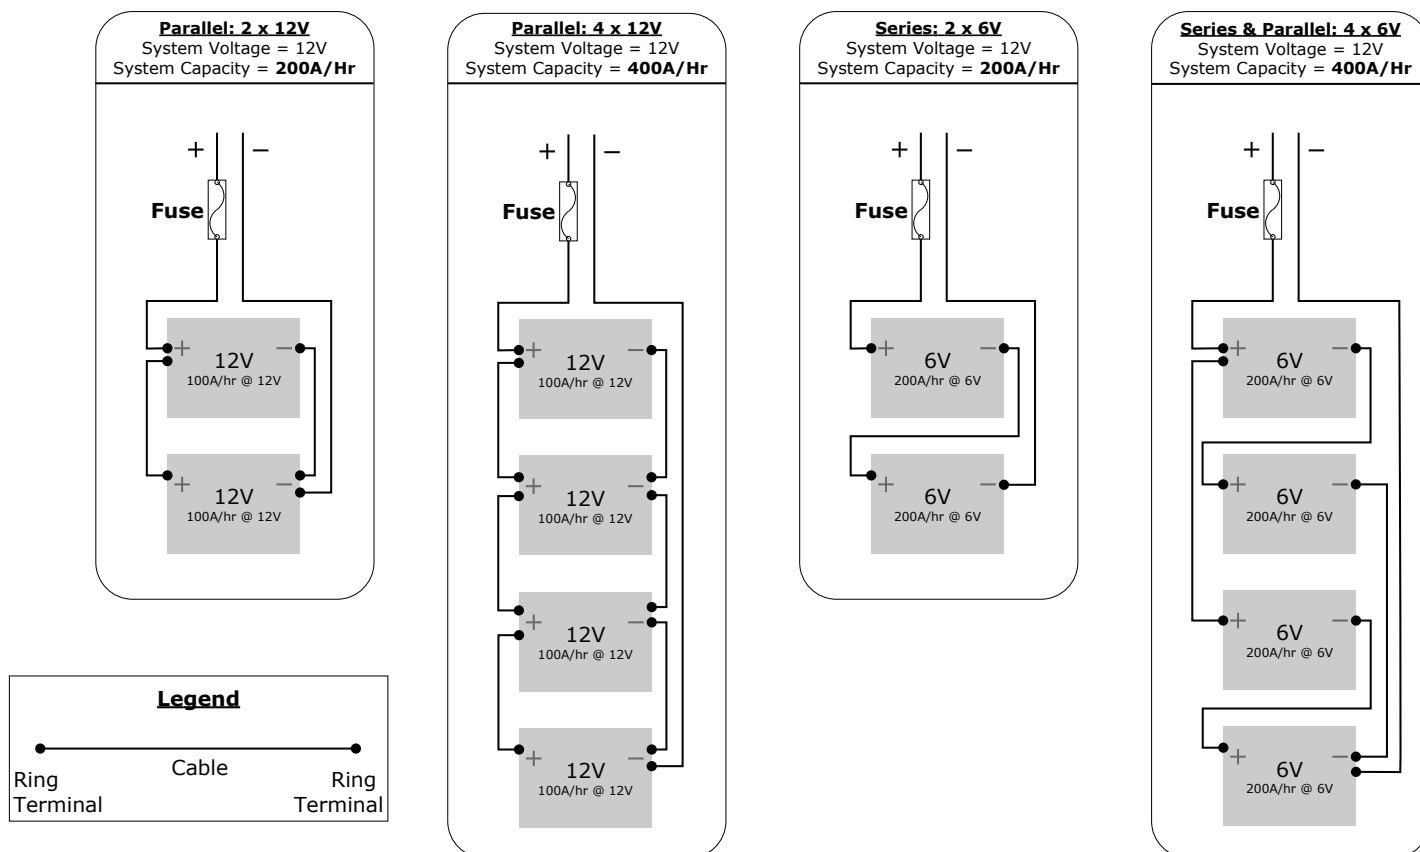 Parallel: 2 x 12V
System Voltage = 12V
System Capacity = 200A/Hr
+ −
Fuse
+ −
12V
100A/hr @ 12V
+ −
12V
100A/hr @ 12V
Parallel: 4 x 12V
System Voltage = 12V
System Capacity = 400A/Hr
+ −
Fuse
+ −
12V
100A/hr @ 12V
+ −
12V
100A/hr @ 12V
+ −
12V
100A/hr @ 12V
+ −
12V
100A/hr @ 12V
Series: 2 x 6V
System Voltage = 12V
System Capacity = 200A/Hr
+ −
Fuse
+ −
6V
200A/hr @ 6V
+ −
6V
200A/hr @ 6V
Series & Parallel: 4 x 6V
System Voltage = 12V
System Capacity = 400A/Hr
+ −
Fuse
+ −
6V
200A/hr @ 6V
+ −
6V
200A/hr @ 6V
+ −
6V
200A/hr @ 6V
+ −
6V
200A/hr @ 6V
Legend
Cable
Ring
Terminal
Ring
Terminal